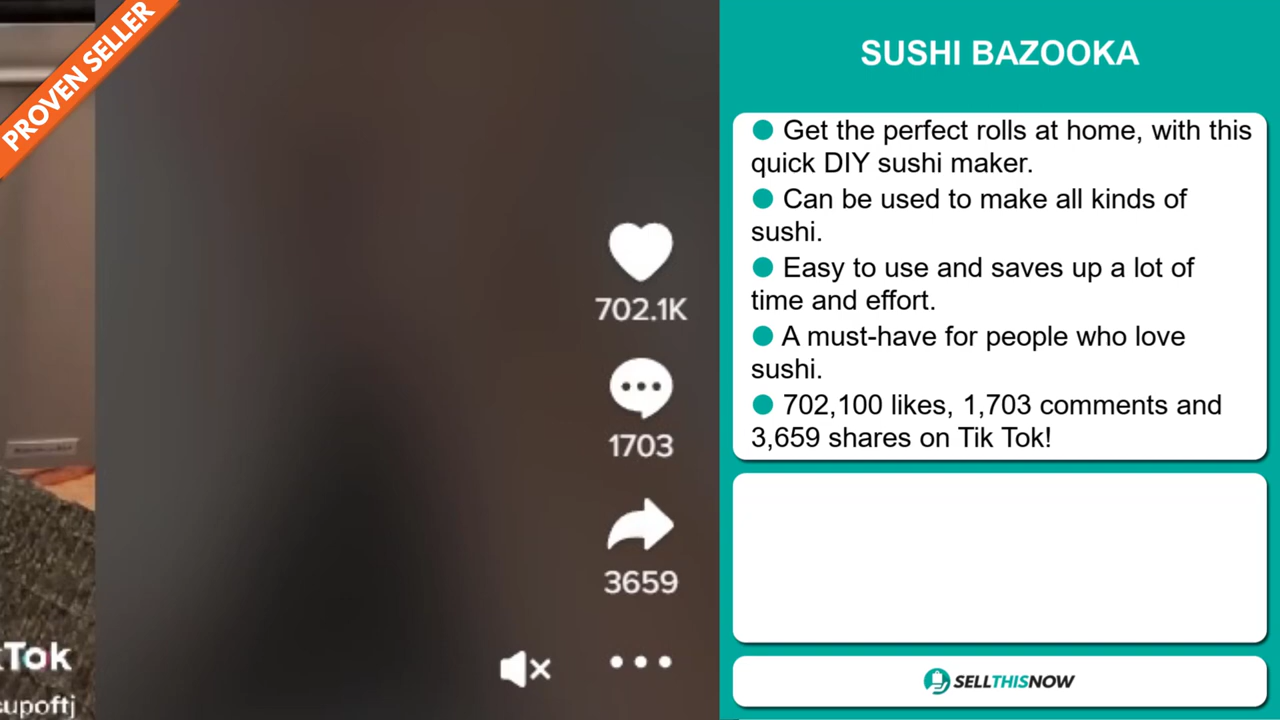 PROVEN SELLER
702.1K
1703
3659
Tok
supoftj
SUSHI BAZOOKA
● Get the perfect rolls at home, with this
quick DIY sushi maker.
● Can be used to make all kinds of
sushi.
● Easy to use and saves up a lot of
time and effort.
● A must-have for people who love
sushi.
● 702,100 likes, 1,703 comments and
3,659 shares on Tik Tok!
SELLTHISNOW